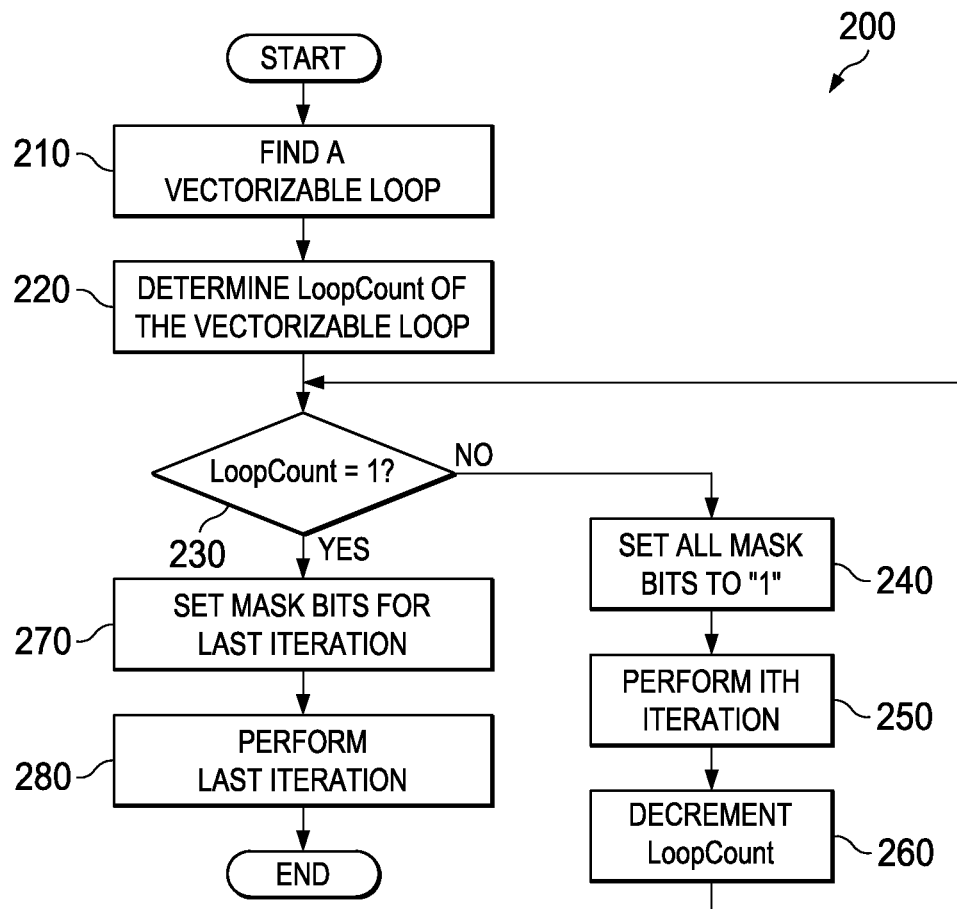 200
START
210
FIND A
VECTORIZABLE LOOP
220
DETERMINE LoopCount OF
THE VECTORIZABLE LOOP
LoopCount = 1?
NO
230
YES
SET ALL MASK
BITS TO "1"
240
270
SET MASK BITS FOR
LAST ITERATION
PERFORM ITH
ITERATION
250
280
PERFORM
LAST ITERATION
DECREMENT
LoopCount
260
END